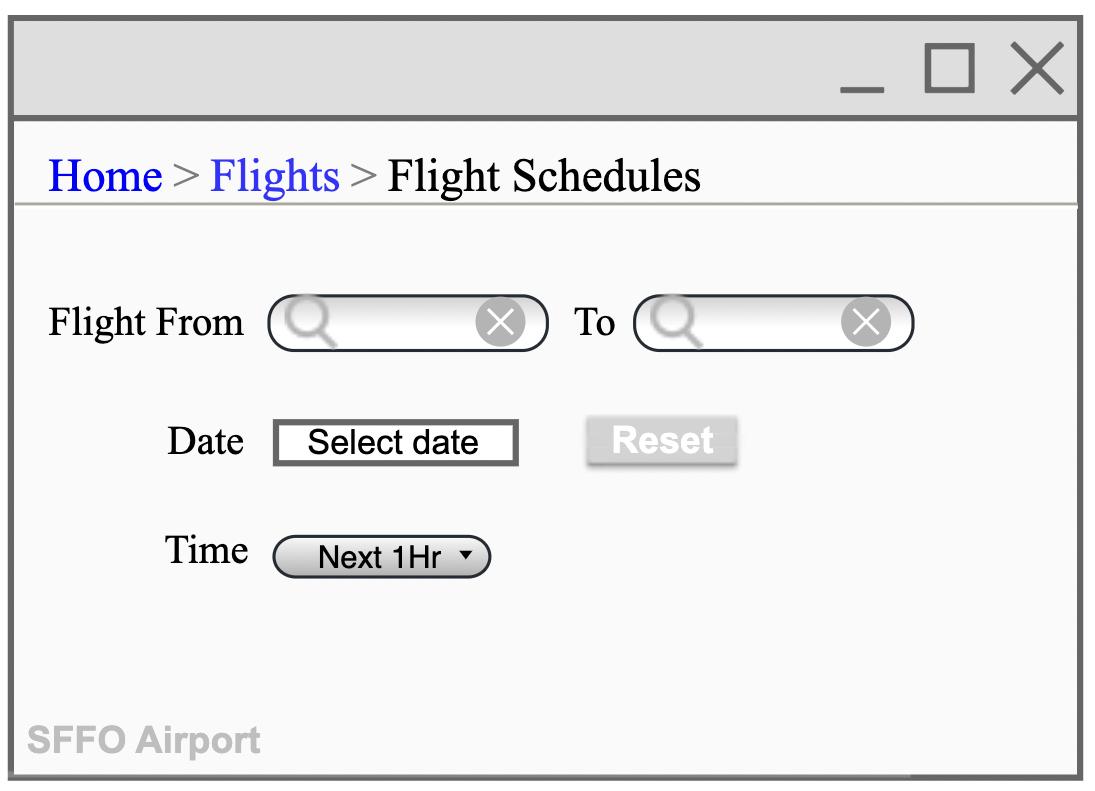 Home > Flights > Flight Schedules
Flight From To
Date Select date Reset
Time Next 1Hr
SFFO Airport